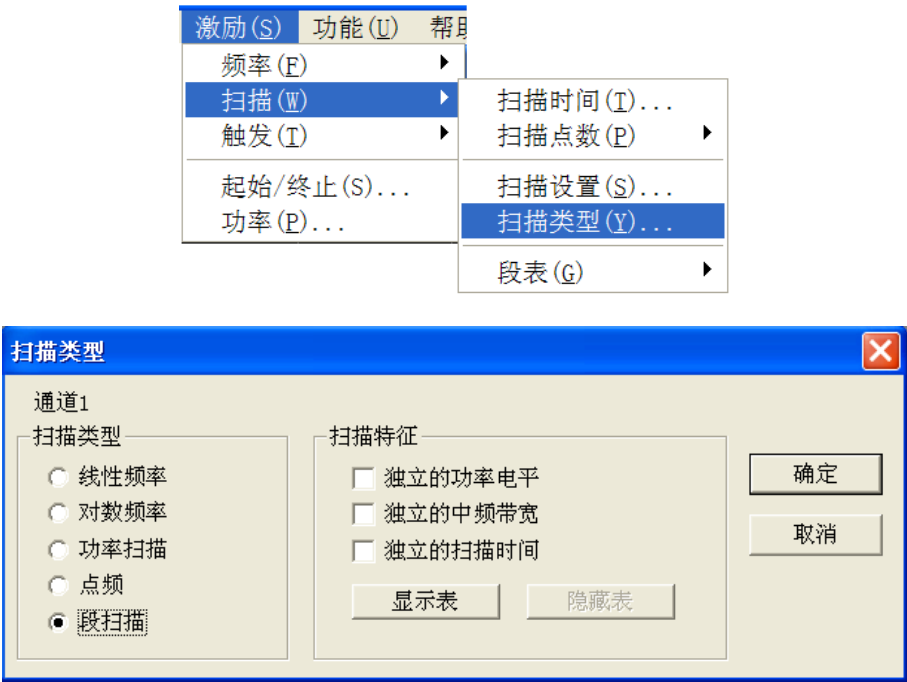 激励(S) 功能(U) 帮
频率(F)
扫描(W)
触发(T)
起始/终止(S)...
功率(P)...
扫描时间(T)...
扫描点数(P)
扫描设置(S)...
扫描类型(Y)...
段表(G)
扫描类型
通道1
扫描类型
线性频率
对数频率
功率扫描
点频
段扫描
扫描特征
独立的功率电平
独立的中频带宽
独立的扫描时间
显示表 隐藏表
确定
取消